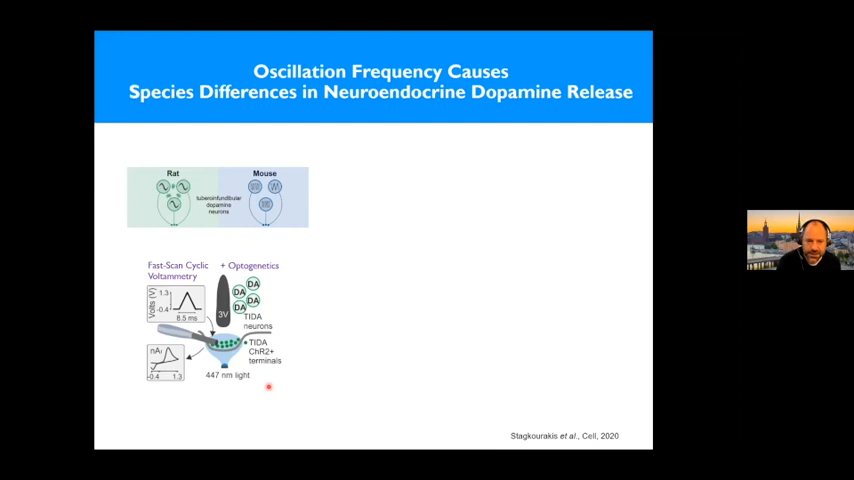 Oscillation Frequency Causes
Species Differences in Neuroendocrine Dopamine Release
Rat
Mouse
tuberoinfundibular
dopamine
neurons
Fast-Scan Cyclic
Voltammetry
+ Optogenetics
Volts (V)
1.3
-0.4
8.5 ms
3V
DA
DA
DA
DA
TIDA
neurons
TIDA
ChR2+
terminals
nA
-0.4
1.3
447 nm light
Stagkourakis et al., Cell, 2020